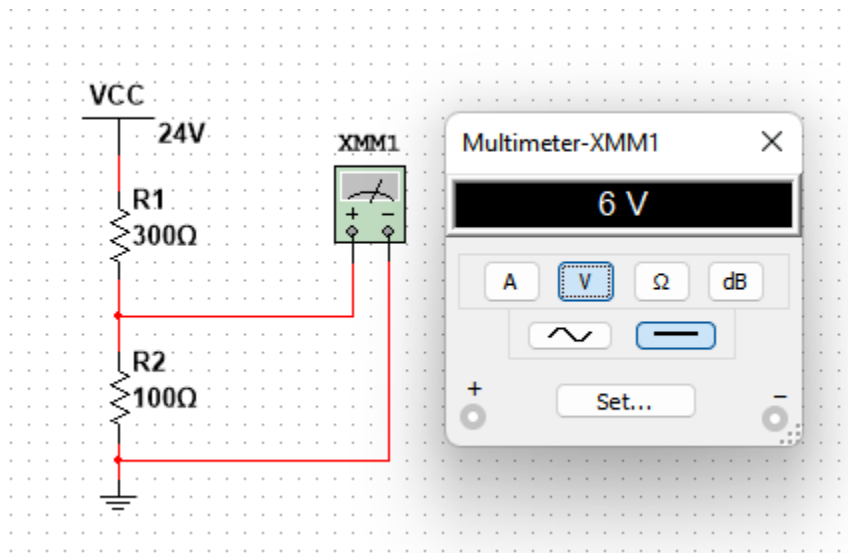 VCC
24V
R1
300Ω
R2
100Ω
XMM1
+ −
Multimeter-XMM1
6 V
A V Ω dB
+ Set... −